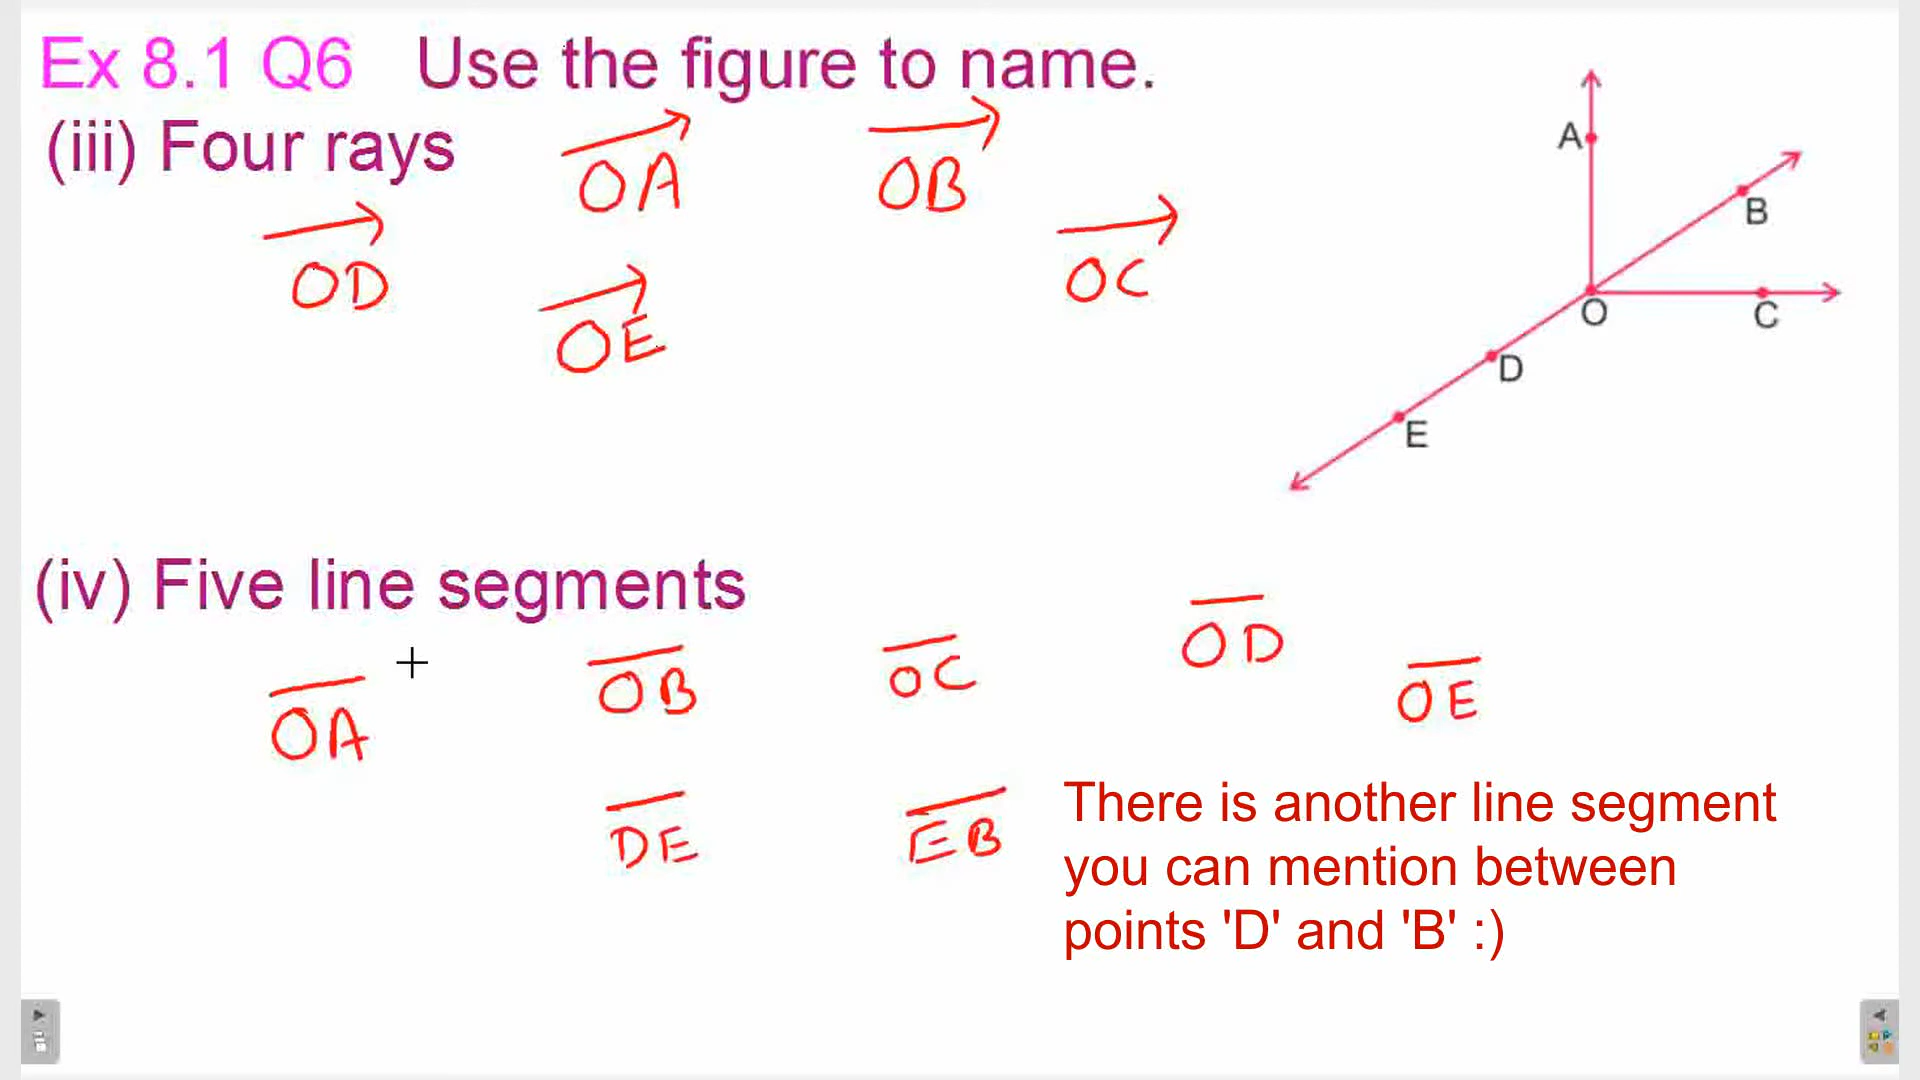 Ex 8.1 Q6 Use the figure to name.
(iii) Four rays OA OB
OD OE OC
A
B
O
C
D
E
(iv) Five line segments
OA OB OC OD OE
DE EB
There is another line segment
you can mention between
points 'D' and 'B' :)